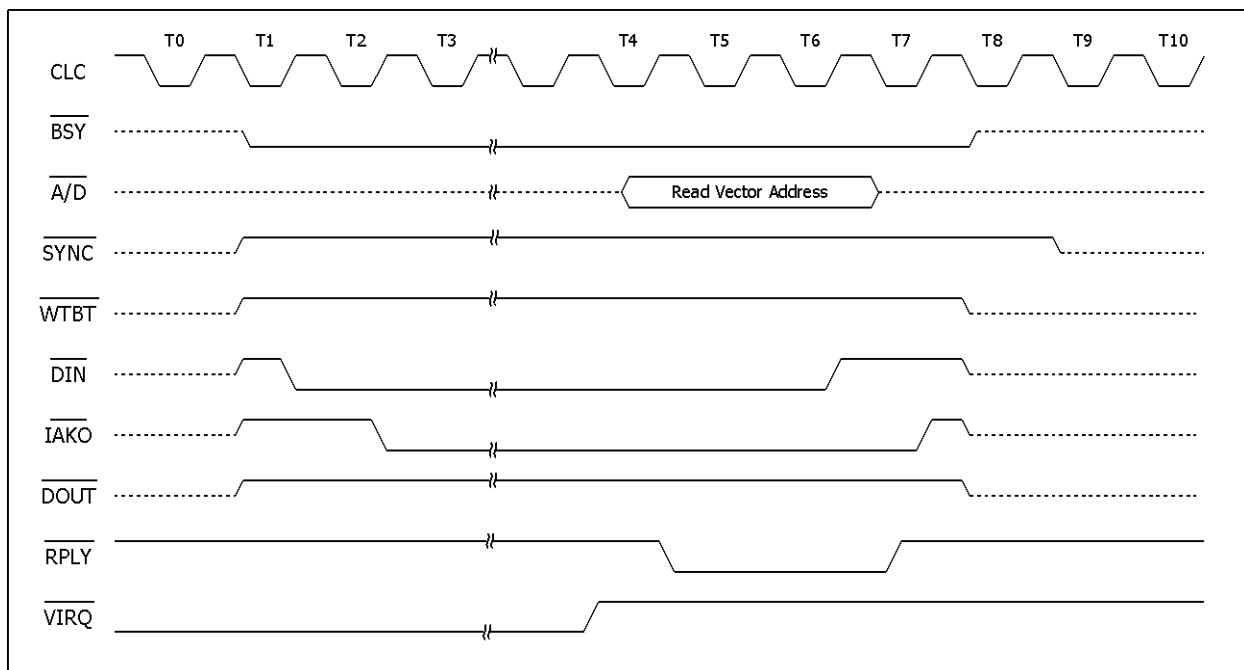 T0 T1 T2 T3 T4 T5 T6 T7 T8 T9 T10
CLC
BSY
A/D
Read Vector Address
SYNC
WTBT
DIN
IAKO
DOUT
RPLY
VIRQ